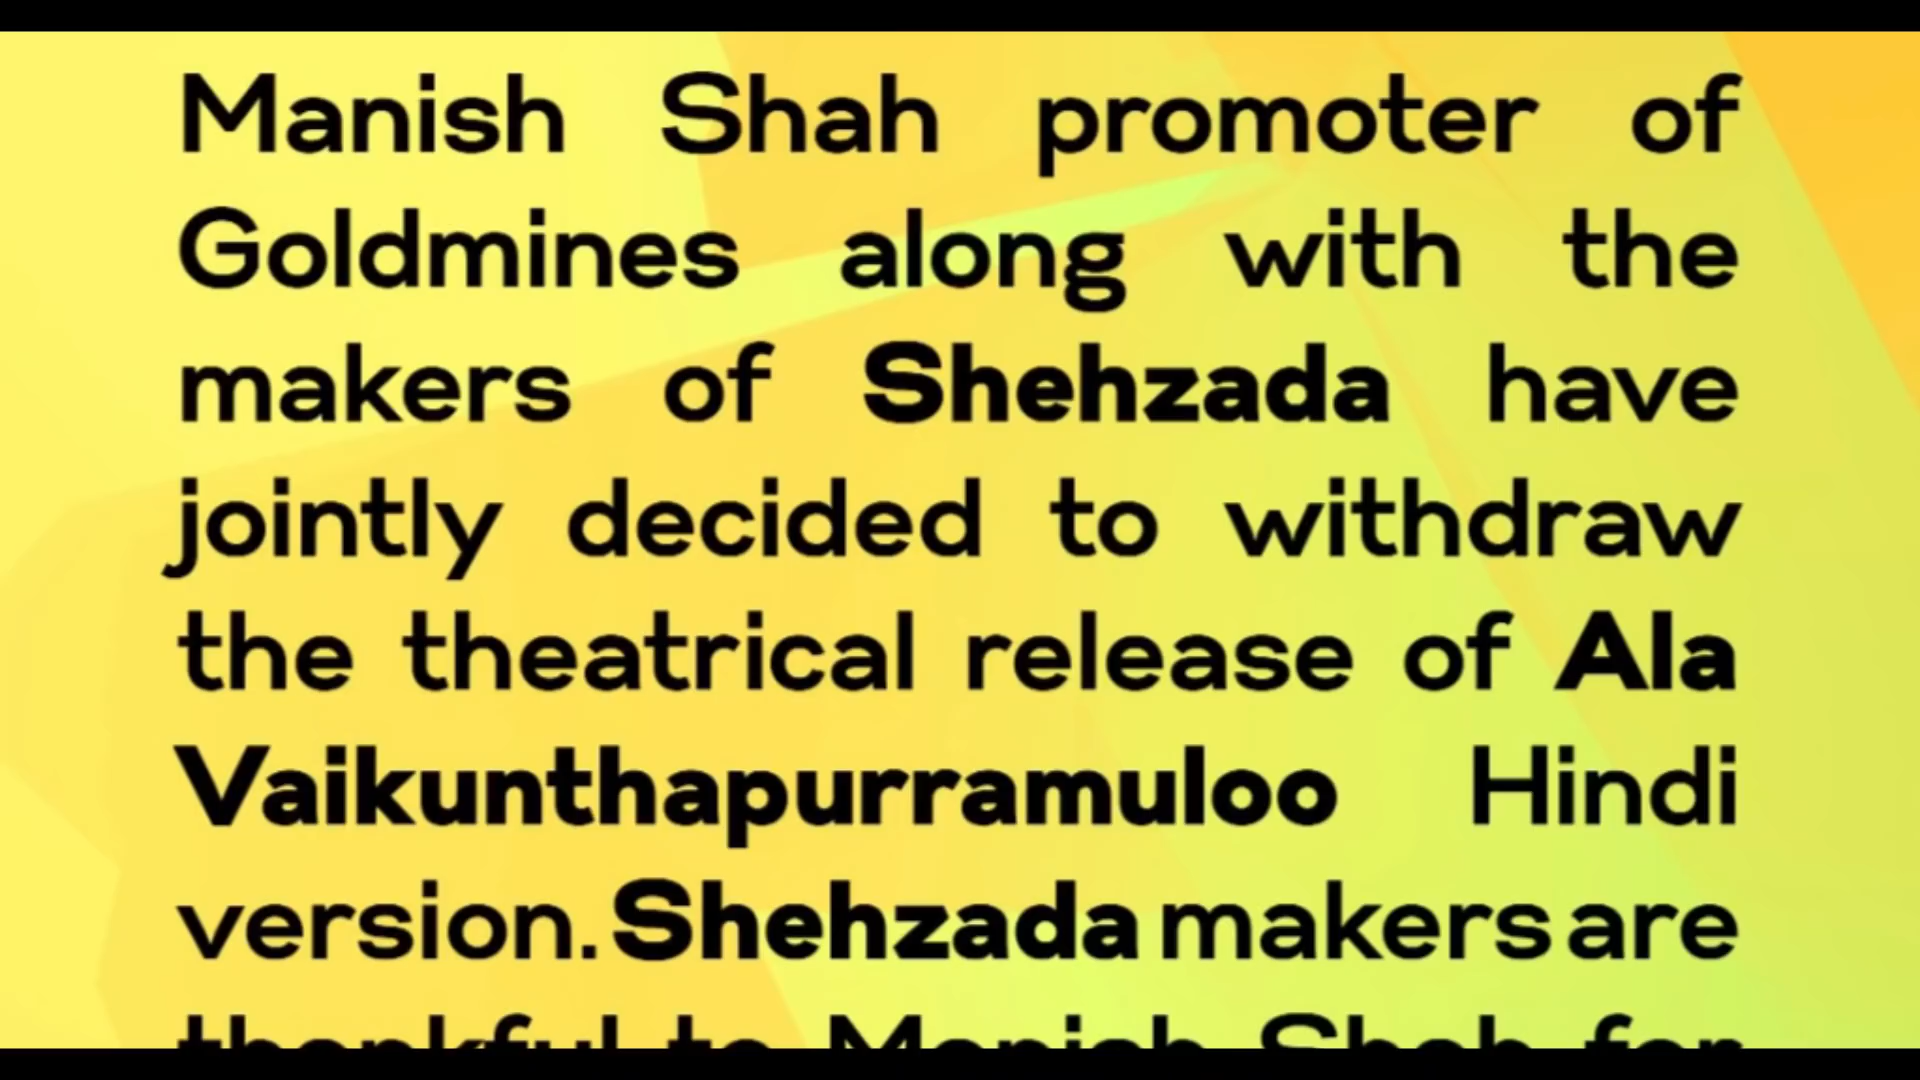 Manish Shah promoter of
Goldmines along with the
makers of Shehzada have
jointly decided to withdraw
the theatrical release of Ala
Vaikunthapurramuloo Hindi
version. Shehzada makers are
thankful to Manish Shah for